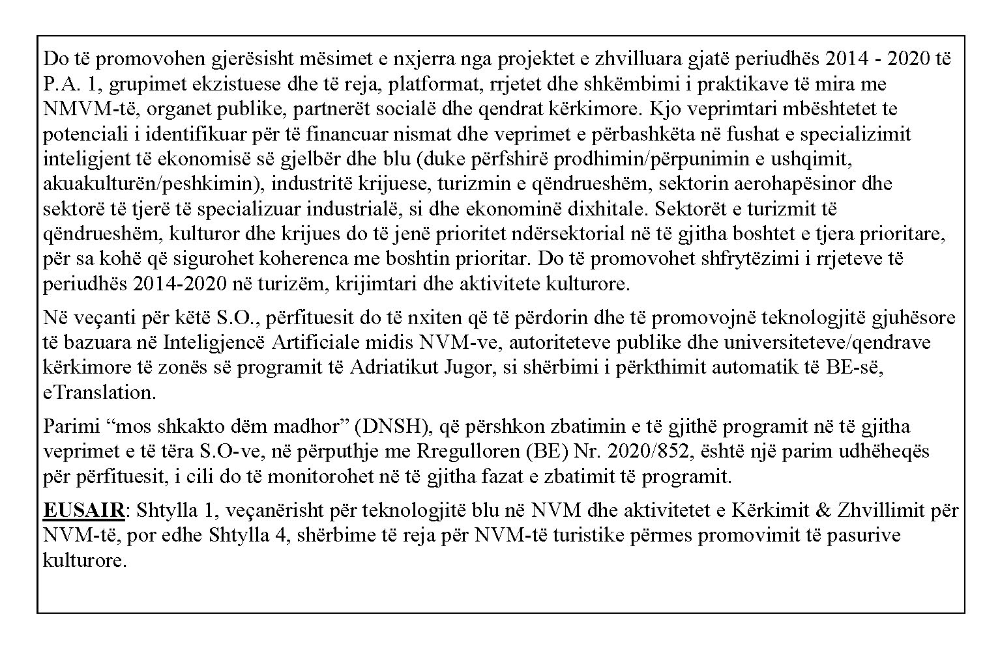 Do të promovohen gjerësisht mësimet e nxjerra nga projektet e zhvilluara gjatë periudhës 2014 - 2020 të
P.A. 1, grupimet ekzistuese dhe të reja, platformat, rrjetet dhe shkëmbimi i praktikave të mira me
NMVM-të, organet publike, partnerët socialë dhe qendrat kërkimore. Kjo veprimtari mbështetet te
potenciali i identifikuar për të financuar nismat dhe veprimet e përbashkëta në fushat e specializimit
inteligjent të ekonomisë së gjelbër dhe blu (duke përfshirë prodhimin/përpunimin e ushqimit,
akuakulturën/peshkimin), industritë krijuese, turizmin e qëndrueshëm, sektorin aerohapësinor dhe
sektorë të tjerë të specializuar industrialë, si dhe ekonominë dixhitale. Sektorët e turizmit të
qëndrueshëm, kulturor dhe krijues do të jenë prioritet ndërsektorial në të gjitha boshtet e tjera prioritare,
për sa kohë që sigurohet koherenca me boshtin prioritar. Do të promovohet shfrytëzimi i rrjeteve të
periudhës 2014-2020 në turizëm, krijimtari dhe aktivitete kulturore.
Në veçanti për këtë S.O., përfituesit do të nxiten që të përdorin dhe të promovojnë teknologjitë gjuhësore
të bazuara në Inteligjencë Artificiale midis NVM-ve, autoriteteve publike dhe universiteteve/qendrave
kërkimore të zonës së programit të Adriatikut Jugor, si shërbimi i përkthimit automatik të BE-së,
eTranslation.
Parimi “mos shkakto dëm madhor” (DNSH), që përshkon zbatimin e të gjithë programit në të gjitha
veprimet e të tëra S.O-ve, në përputhje me Rregulloren (BE) Nr. 2020/852, është një parim udhëheqës
për përfituesit, i cili do të monitorohet në të gjitha fazat e zbatimit të programit.
EUSAIR: Shtylla 1, veçanërisht për teknologjitë blu në NVM dhe aktivitetet e Kërkimit & Zhvillimit për
NVM-të, por edhe Shtylla 4, shërbime të reja për NVM-të turistike përmes promovimit të pasurive
kulturore.